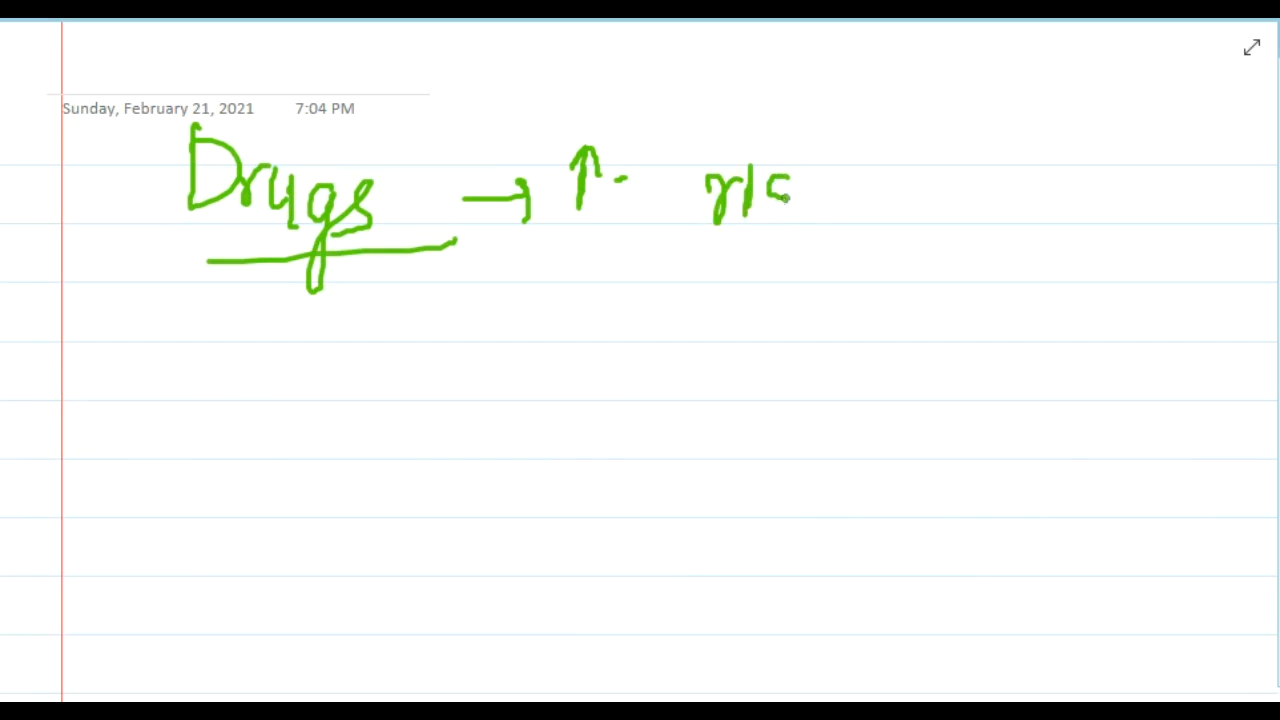 Sunday, February 21, 2021 7:04 PM
Drugs → ↑-